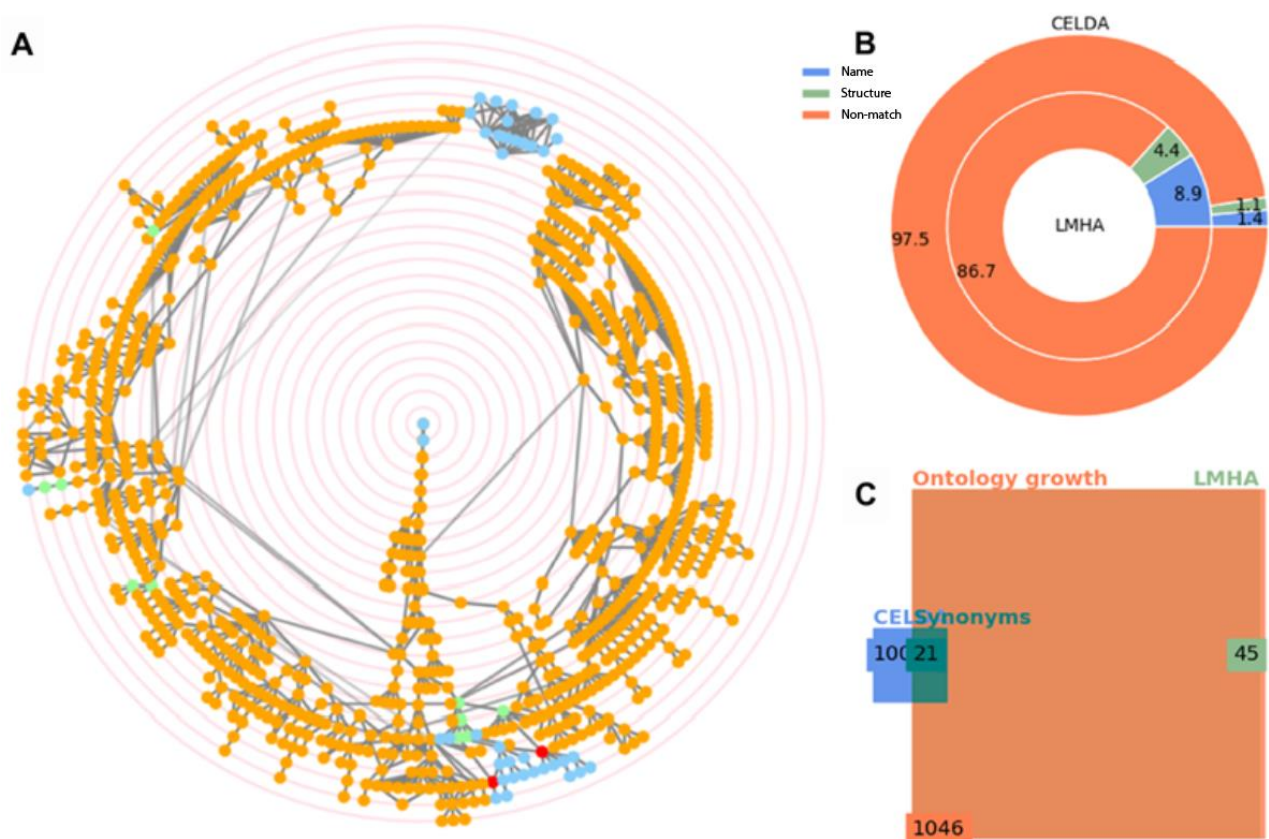 A
B
CELDA
Name
Structure
Non-match
4.4
8.9
1.1
1.4
LMHA
97.5
86.7
C
Ontology growth
LMHA
Synonyms
100
21
45
1046